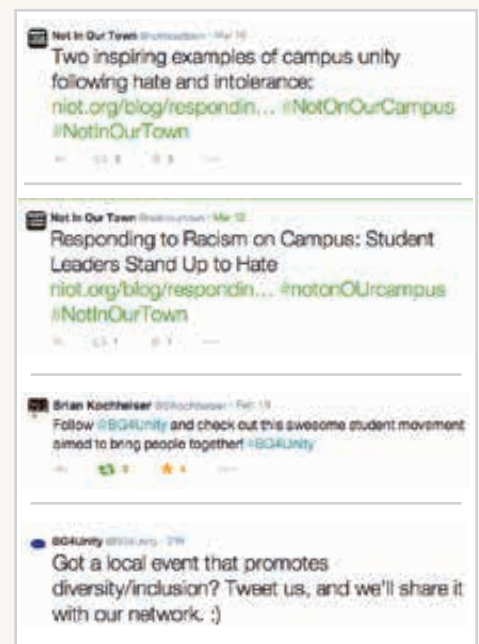 Not In Our Town
Two inspiring examples of campus unity
following hate and intolerance:
niot.org/blog/respondin... #NotOnOurCampus
#NotInOurTown
Not In Our Town Mar 12
Responding to Racism on Campus: Student
Leaders Stand Up to Hate
niot.org/blog/respondin... #notonOUrcampus
#NotInOurTown
Brian Kochheiser
Follow @BG4Unity and check out this awesome student movement
aimed to bring people together! #BG4Unity
BG4Unity
Got a local event that promotes
diversity/inclusion? Tweet us, and we'll share it
with our network. :)